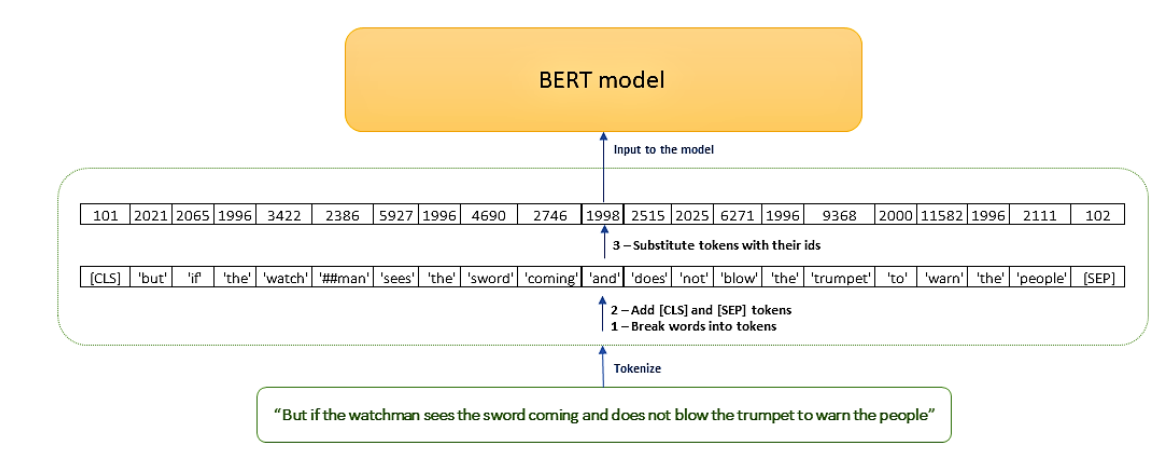 BERT model
Input to the model
101 2021 2065 1996 3422 2386 5927 1996 4690 2746 1998 2515 2025 6271 1996 9368 2000 11582 1996 2111 102
3 – Substitute tokens with their ids
[CLS] 'but' 'if' 'the' 'watch' '##man' 'sees' 'the' 'sword' 'coming' 'and' 'does' 'not' 'blow' 'the' 'trumpet' 'to' 'warn' 'the' 'people' [SEP]
2 – Add [CLS] and [SEP] tokens
1 – Break words into tokens
Tokenize
“But if the watchman sees the sword coming and does not blow the trumpet to warn the people”